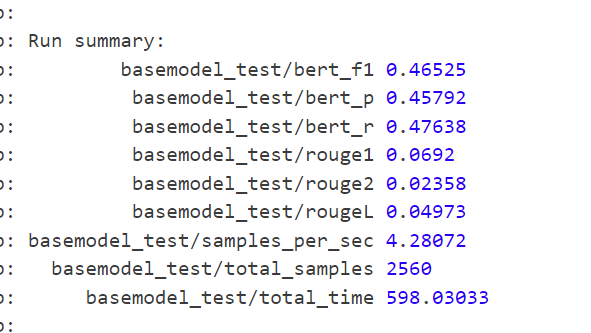 :
: Run summary:
: basemodel_test/bert_f1 0.46525
: basemodel_test/bert_p 0.45792
: basemodel_test/bert_r 0.47638
: basemodel_test/rouge1 0.0692
: basemodel_test/rouge2 0.02358
: basemodel_test/rougeL 0.04973
: basemodel_test/samples_per_sec 4.28072
: basemodel_test/total_samples 2560
: basemodel_test/total_time 598.03033
: